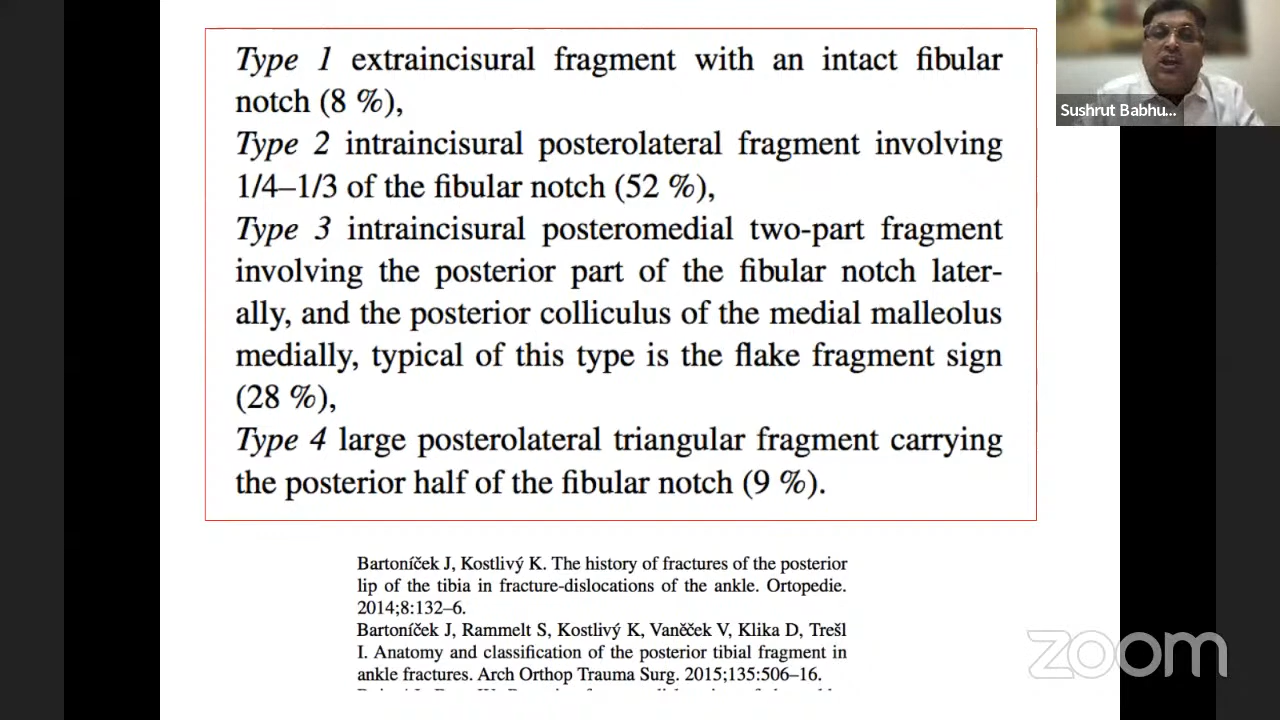 Type 1 extraincisural fragment with an intact fibular
notch (8 %),
Type 2 intraincisural posterolateral fragment involving
1/4–1/3 of the fibular notch (52 %),
Type 3 intraincisural posteromedial two-part fragment
involving the posterior part of the fibular notch later-
ally, and the posterior colliculus of the medial malleolus
medially, typical of this type is the flake fragment sign
(28 %),
Type 4 large posterolateral triangular fragment carrying
the posterior half of the fibular notch (9 %).
Bartoníček J, Kostlivý K. The history of fractures of the posterior
lip of the tibia in fracture-dislocations of the ankle. Ortopedie.
2014;8:132–6.
Bartoníček J, Rammelt S, Kostlivý K, Vaněček V, Klika D, Trešl
I. Anatomy and classification of the posterior tibial fragment in
ankle fractures. Arch Orthop Trauma Surg. 2015;135:506–16.
Sushrut Babhu...
zoom